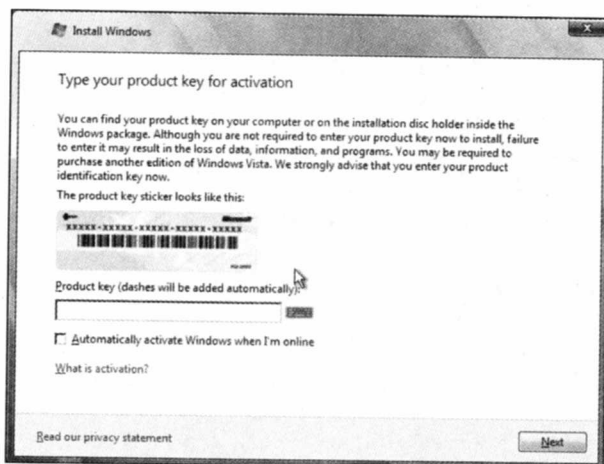 Install Windows
Type your product key for activation
You can find your product key on your computer or on the installation disc holder inside the
Windows package. Although you are not required to enter your product key now to install, failure
to enter it may result in the loss of data, information, and programs. You may be required to
purchase another edition of Windows Vista. We strongly advise that you enter your product
identification key now.
The product key sticker looks like this:
Microsoft
XXXXX-XXXXX-XXXXX-XXXXX-XXXXX
Product key (dashes will be added automatically):
Automatically activate Windows when I'm online
What is activation?
Read our privacy statement
Next